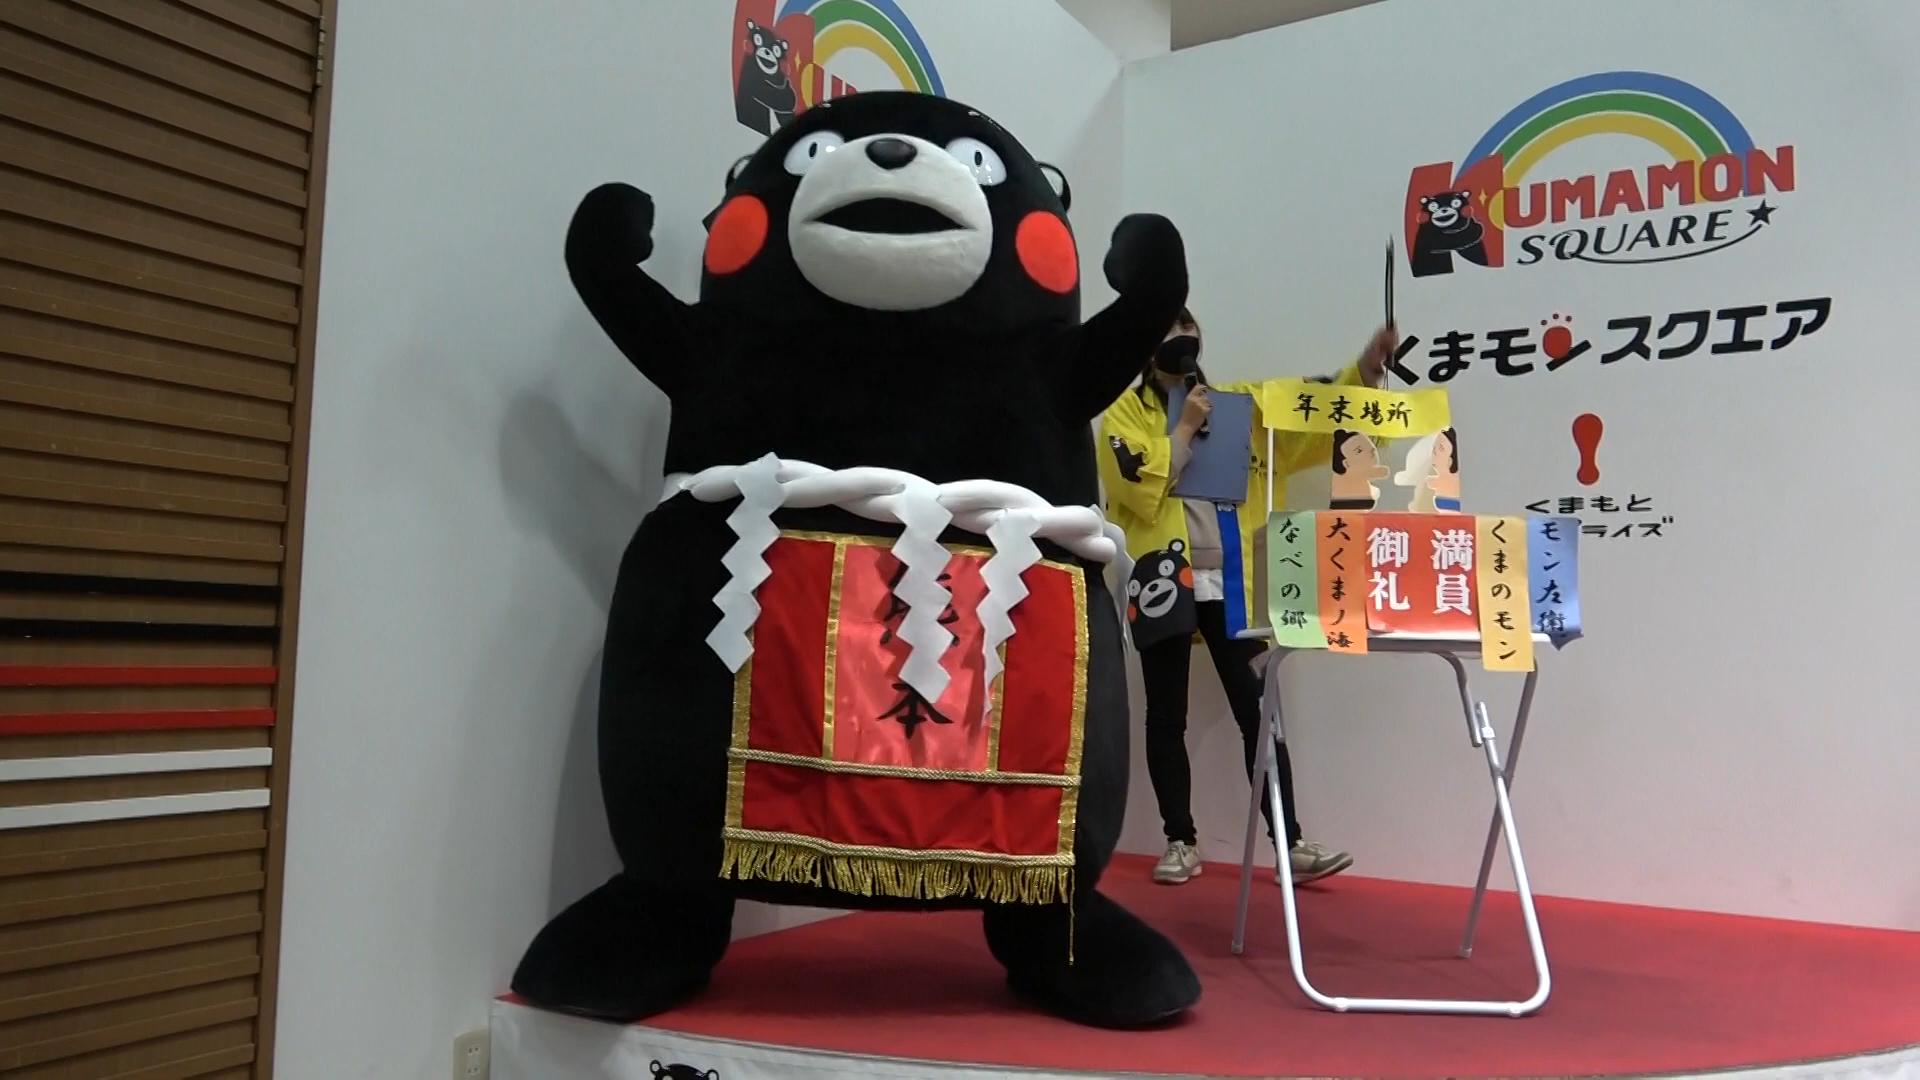 KUMAMON
SQUARE
くまモンスクエア
年末場所
くまもと
ライズ
なべの郷
大くまノ海
御礼
満員
くまのモン
モン左衛
本